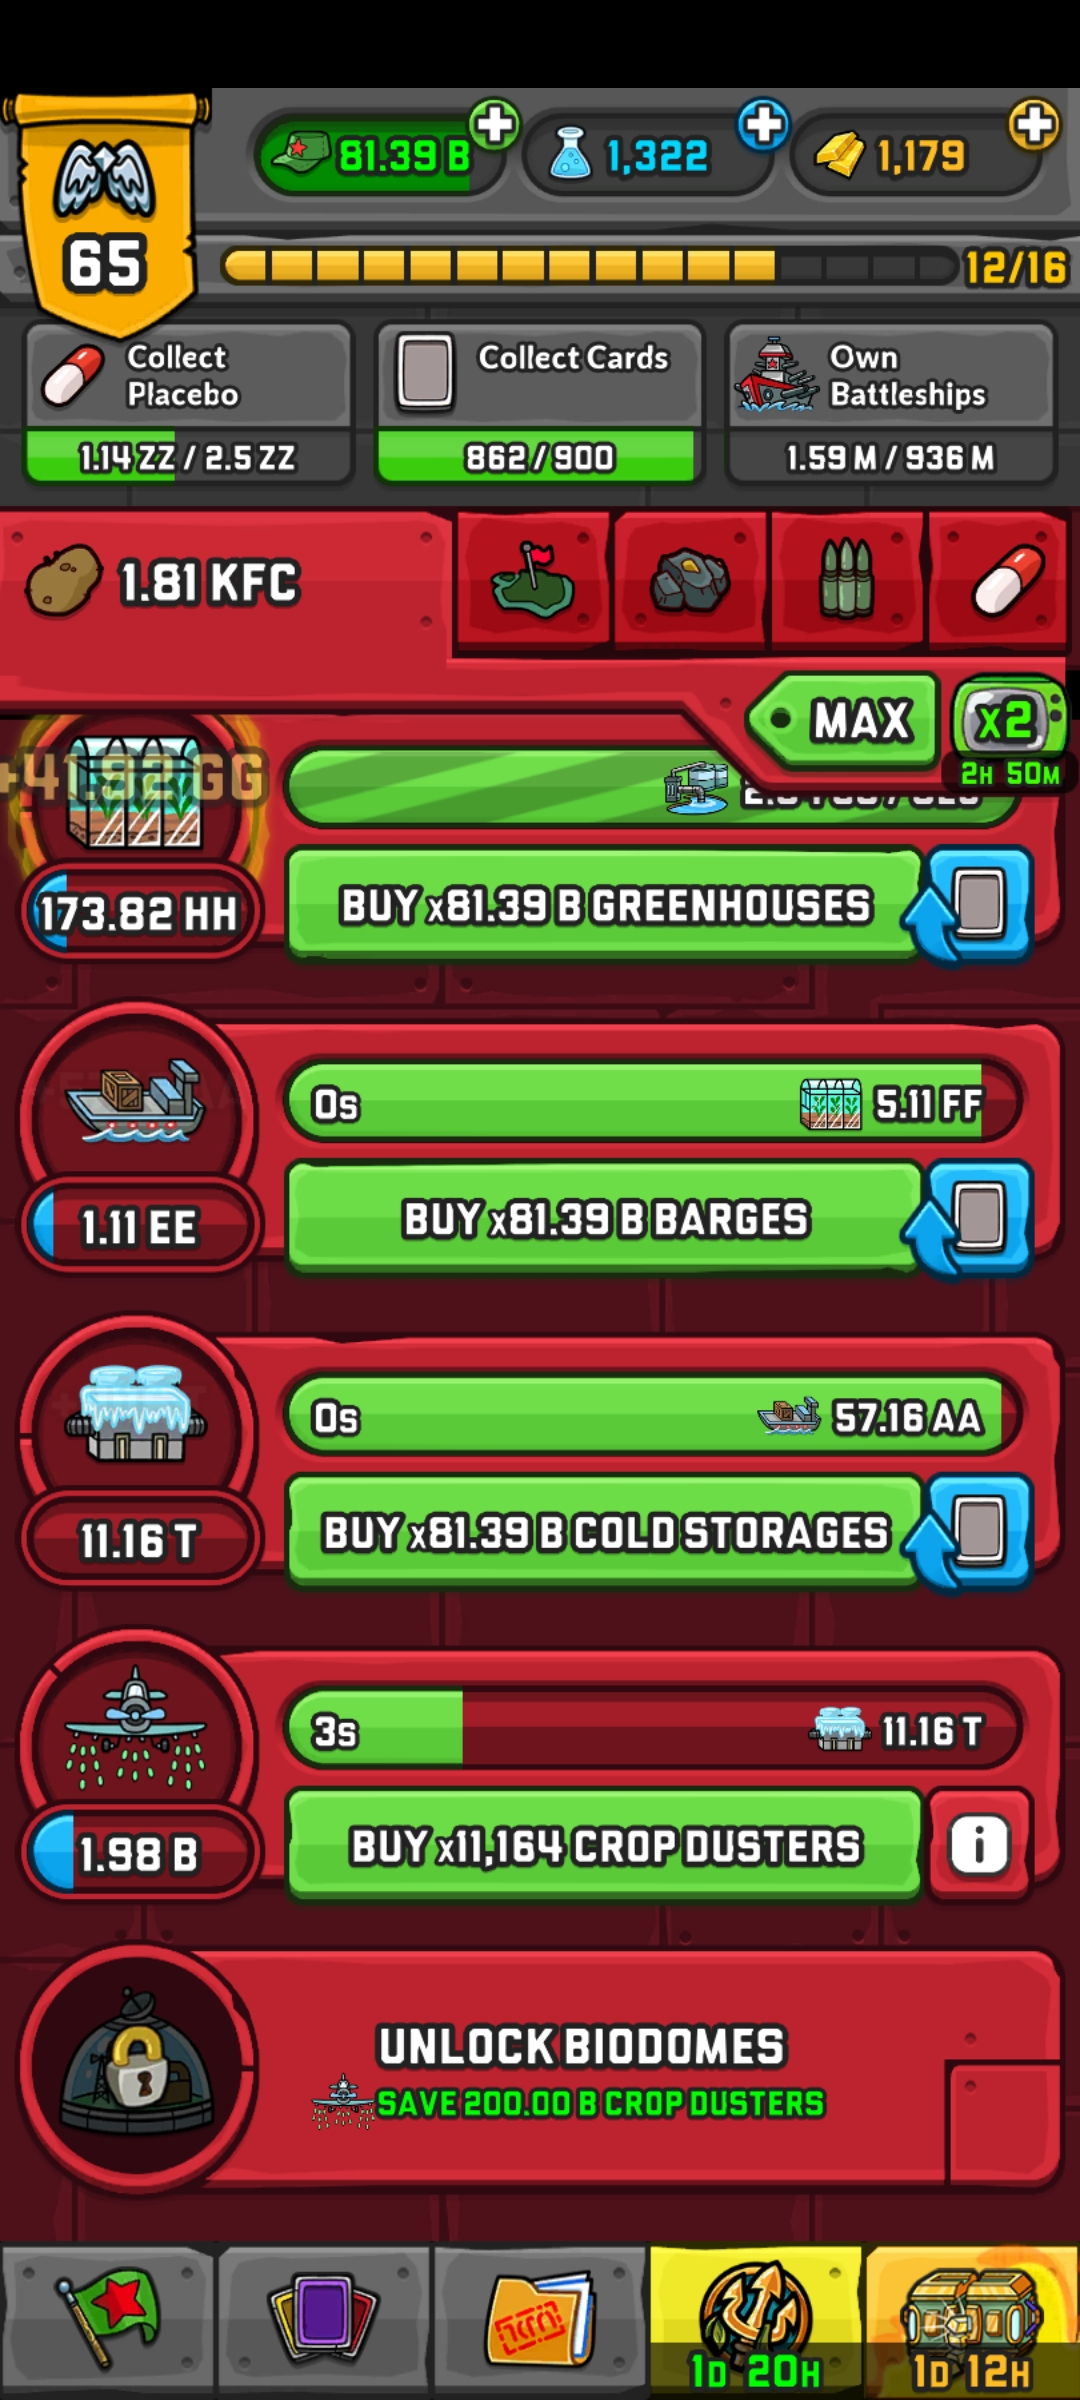 81.39 B
1,322
1,179
65
12/16
Collect Placebo
1.14 ZZ / 2.5 ZZ
Collect Cards
862/900
Own Battleships
1.59 M / 936 M
1.81 KFC
MAX
x2
2H 50M
+41.92 GG
173.82 HH
BUY x81.39 B GREENHOUSES
0s
5.11 FF
1.11 EE
BUY x81.39 B BARGES
0s
57.16 AA
11.16 T
BUY x81.39 B COLD STORAGES
3s
11.16 T
1.98 B
BUY x11,164 CROP DUSTERS
i
UNLOCK BIODOMES
SAVE 200.00 B CROP DUSTERS
1D 20H
1D 12H